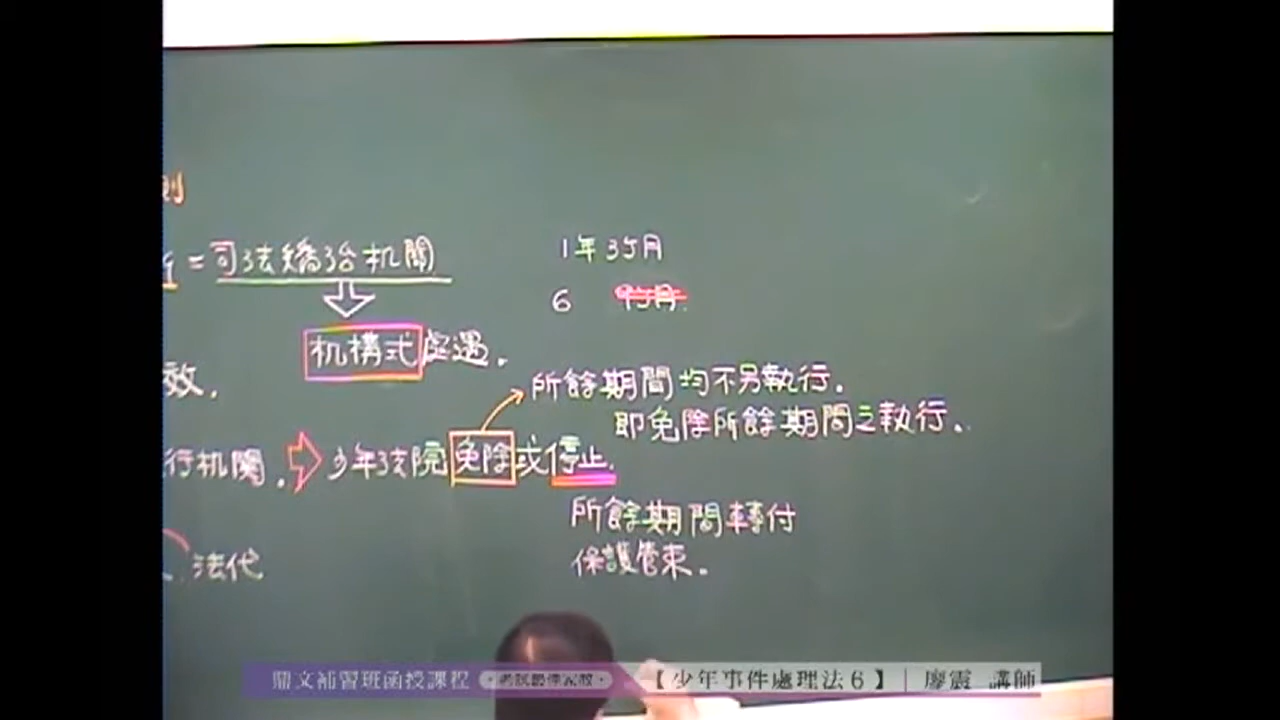 則
=司法矯治机關
机構式處遇.
效.
1年3個月
6
所餘期間均不另執行.
即免除所餘期間之執行.
行机關. 少年法院免除或停止.
所餘期間轉付
保護管束.
法代
鼎文補習班函授課程
【少年事件處理法6】｜廖震 講師